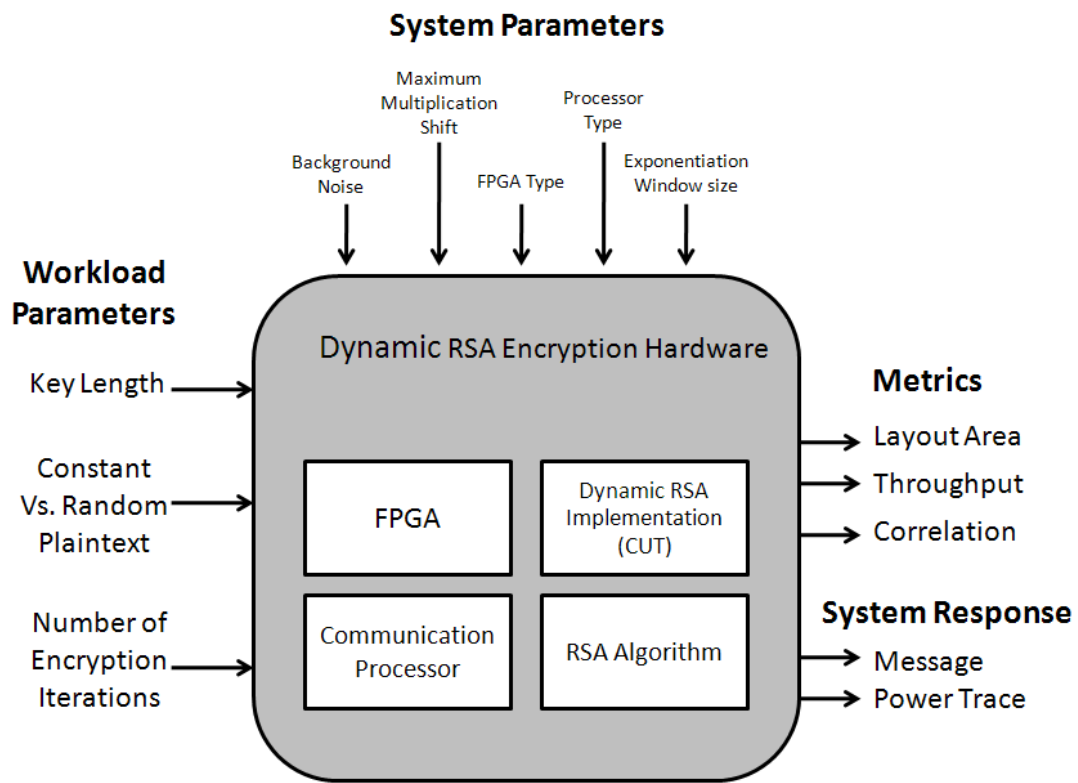 System Parameters
Maximum
Multiplication
Shift
Processor
Type
Background
Noise
FPGA Type
Exponentiation
Window size
Workload
Parameters
Key Length
Constant
Vs. Random
Plaintext
Number of
Encryption
Iterations
Dynamic RSA Encryption Hardware
FPGA
Dynamic RSA
Implementation
(CUT)
Communication
Processor
RSA Algorithm
Metrics
Layout Area
Throughput
Correlation
System Response
Message
Power Trace